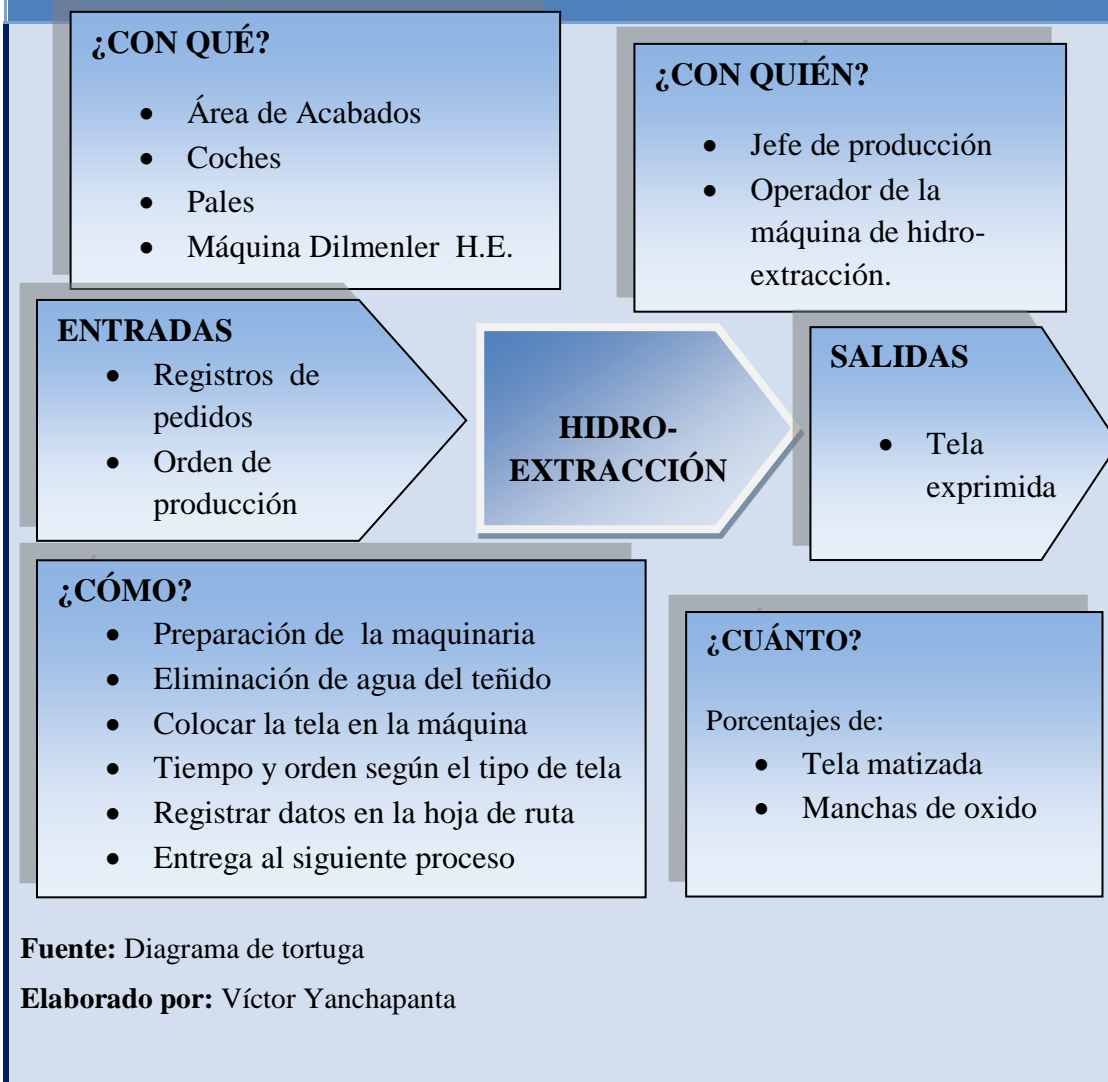 ¿CON QUÉ?
• Área de Acabados
• Coches
• Pales
• Máquina Dilmenler H.E.
¿CON QUIÉN?
• Jefe de producción
• Operador de la
máquina de hidro-
extracción.
ENTRADAS
• Registros de
pedidos
• Orden de
producción
HIDRO-
EXTRACCIÓN
SALIDAS
• Tela
exprimida
¿CÓMO?
• Preparación de la maquinaria
• Eliminación de agua del teñido
• Colocar la tela en la máquina
• Tiempo y orden según el tipo de tela
• Registrar datos en la hoja de ruta
• Entrega al siguiente proceso
¿CUÁNTO?
Porcentajes de:
• Tela matizada
• Manchas de oxido
Fuente: Diagrama de tortuga
Elaborado por: Víctor Yanchapanta